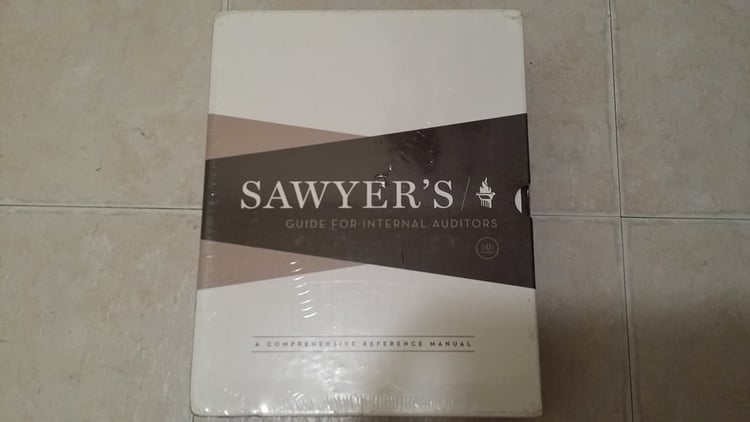 SAWYER'S
GUIDE FOR INTERNAL AUDITORS
A COMPREHENSIVE REFERENCE MANUAL